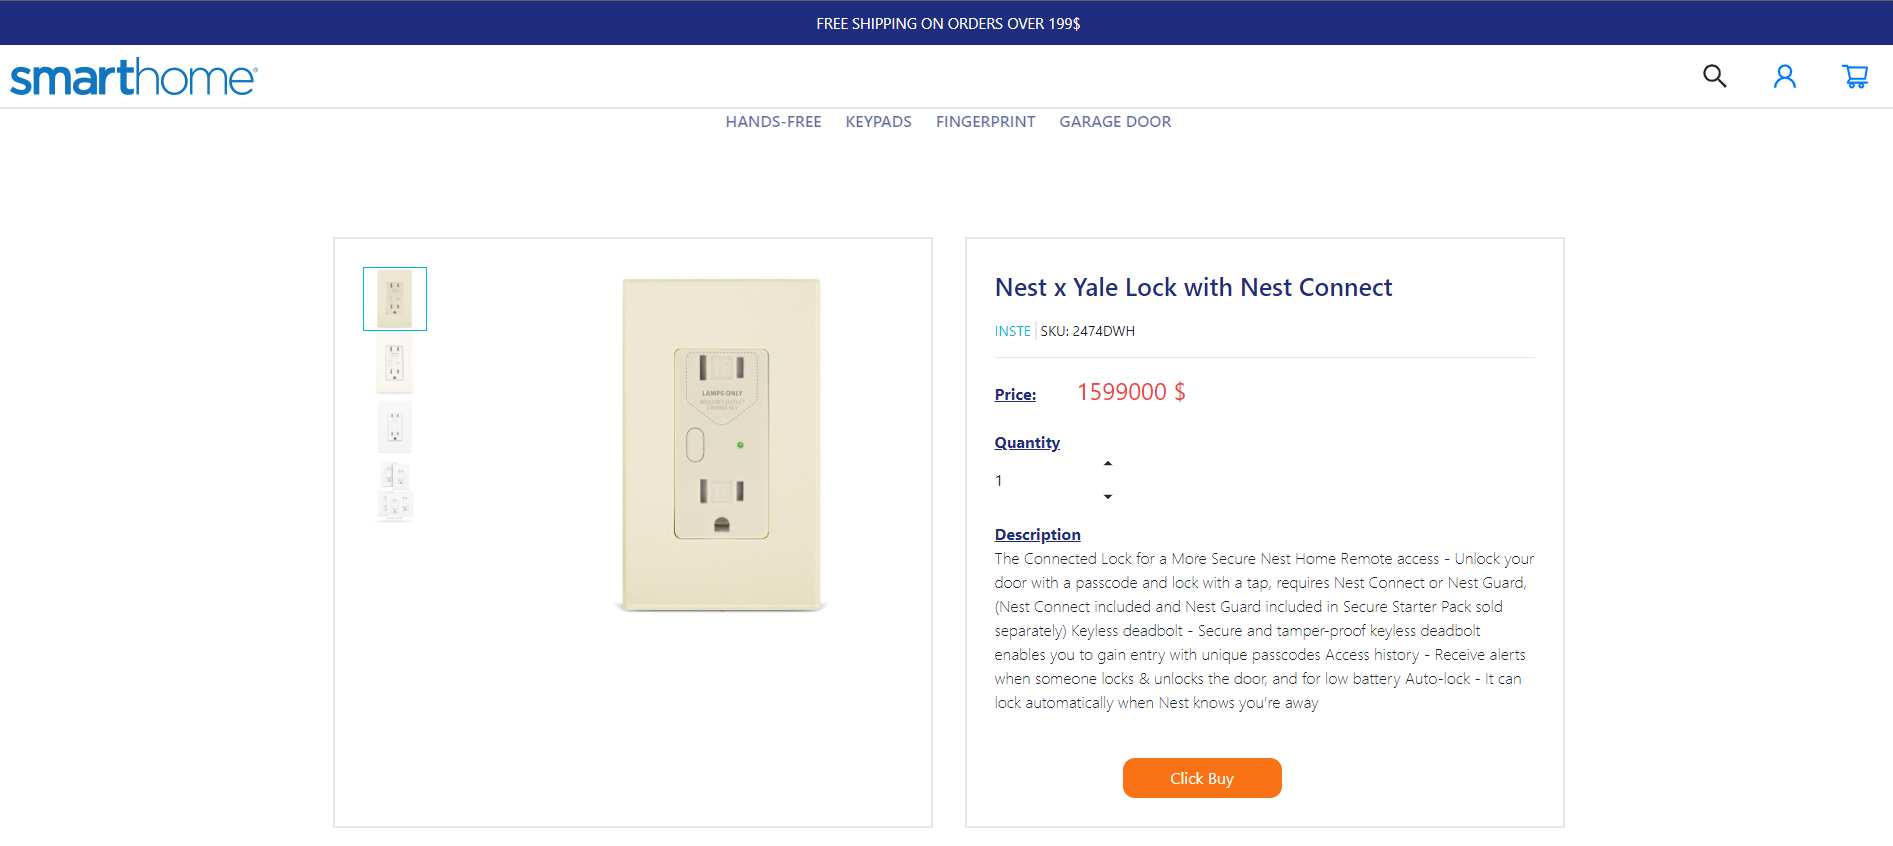 FREE SHIPPING ON ORDERS OVER 199$
smarthome®
HANDS-FREE KEYPADS FINGERPRINT GARAGE DOOR
LAMPS ONLY
Nest x Yale Lock with Nest Connect
INSTE SKU: 2474DWH
Price: 1599000 $
Quantity
1
Description
The Connected Lock for a More Secure Nest Home Remote access - Unlock your
door with a passcode and lock with a tap, requires Nest Connect or Nest Guard,
(Nest Connect included and Nest Guard included in Secure Starter Pack sold
separately) Keyless deadbolt - Secure and tamper-proof keyless deadbolt
enables you to gain entry with unique passcodes Access history - Receive alerts
when someone locks & unlocks the door, and for low battery Auto-lock - It can
lock automatically when Nest knows you’re away
Click Buy